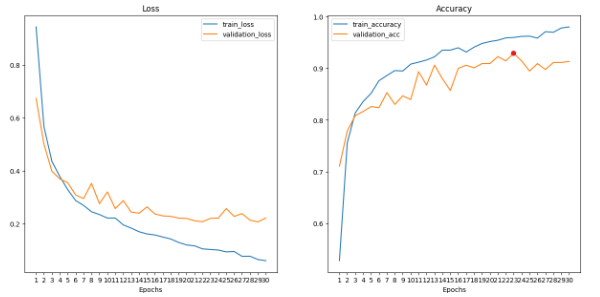 Loss
train_loss
validation_loss
0.8
0.6
0.4
0.2
1 2 3 4 5 6 7 8 9 10 11 12 13 14 15 16 17 18 19 20 21 22 23 24 25 26 27 28 29 30
Epochs
Accuracy
train_accuracy
validation_acc
1.0
0.9
0.8
0.7
0.6
1 2 3 4 5 6 7 8 9 10 11 12 13 14 15 16 17 18 19 20 21 22 23 24 25 26 27 28 29 30
Epochs